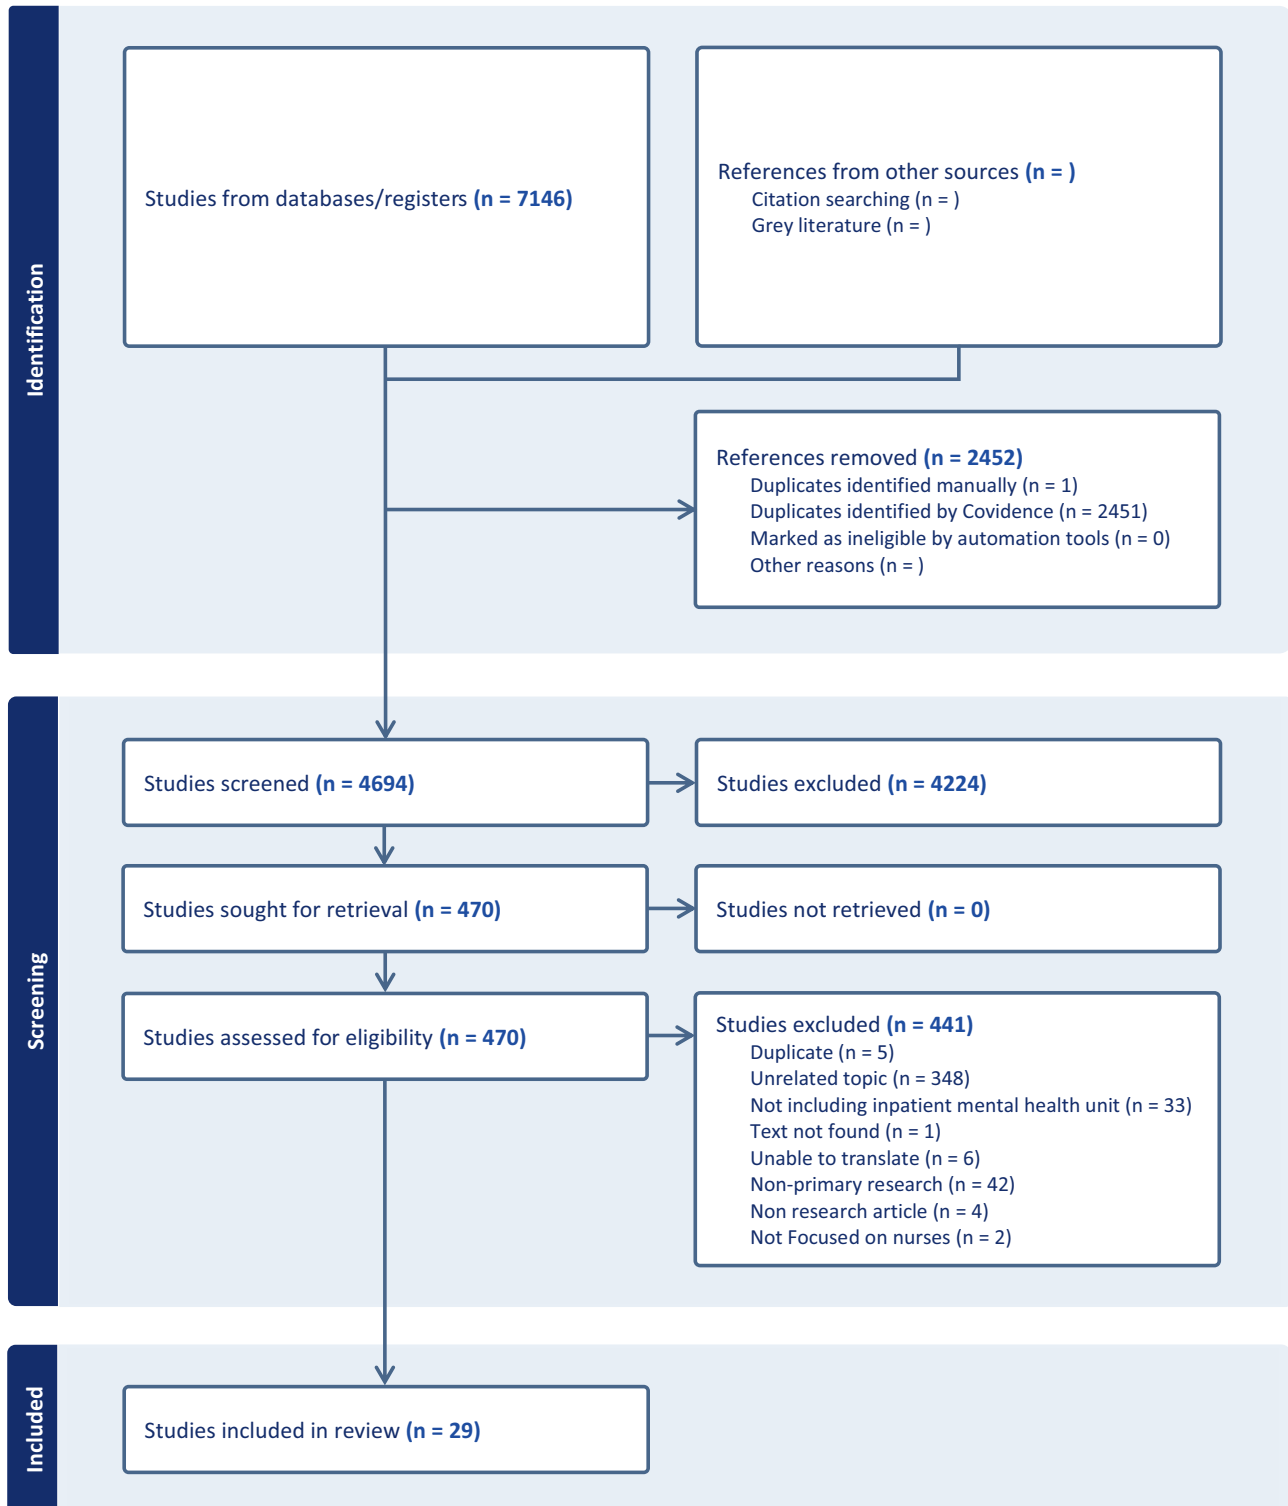 Identification
Studies from databases/registers (n = 7146)
References from other sources (n = )
Citation searching (n = )
Grey literature (n = )
References removed (n = 2452)
Duplicates identified manually (n = 1)
Duplicates identified by Covidence (n = 2451)
Marked as ineligible by automation tools (n = 0)
Other reasons (n = )
Screening
Studies screened (n = 4694)
Studies excluded (n = 4224)
Studies sought for retrieval (n = 470)
Studies not retrieved (n = 0)
Studies assessed for eligibility (n = 470)
Studies excluded (n = 441)
Duplicate (n = 5)
Unrelated topic (n = 348)
Not including inpatient mental health unit (n = 33)
Text not found (n = 1)
Unable to translate (n = 6)
Non-primary research (n = 42)
Non research article (n = 4)
Not Focused on nurses (n = 2)
Included
Studies included in review (n = 29)